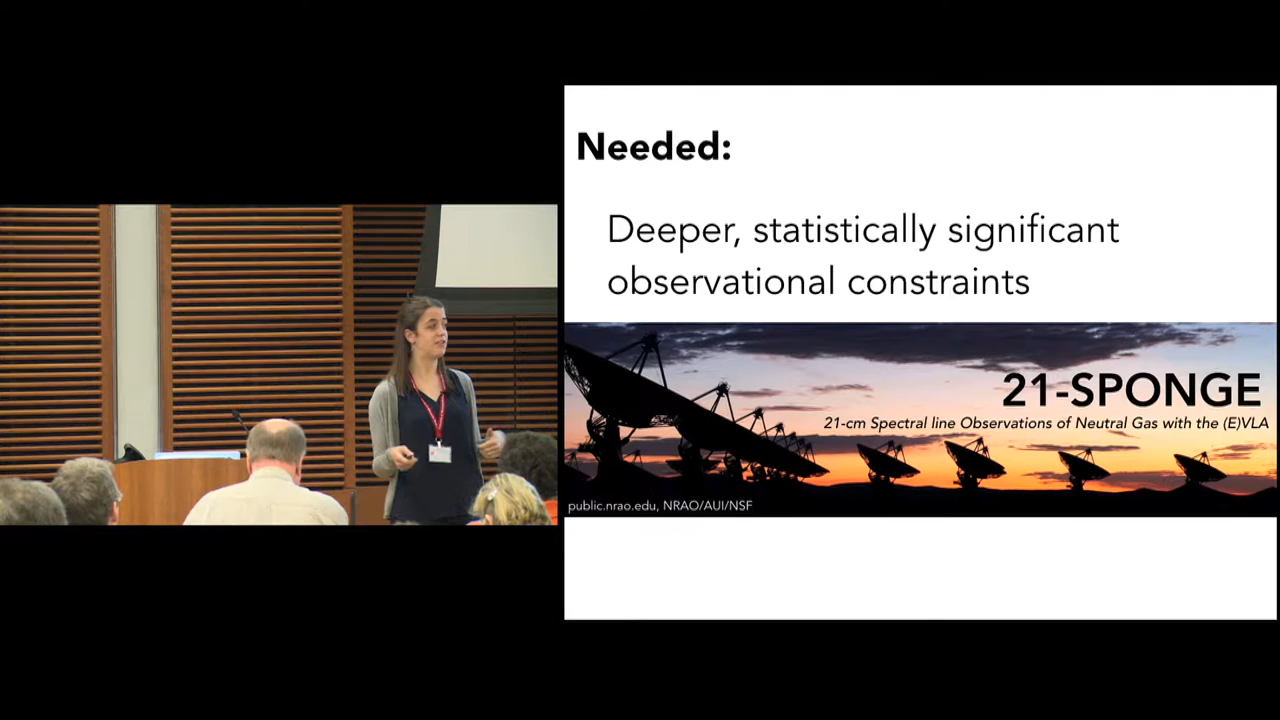 Needed:
Deeper, statistically significant
observational constraints
21-SPONGE
21-cm Spectral line Observations of Neutral Gas with the (E)VLA
public.nrao.edu, NRAO/AUI/NSF